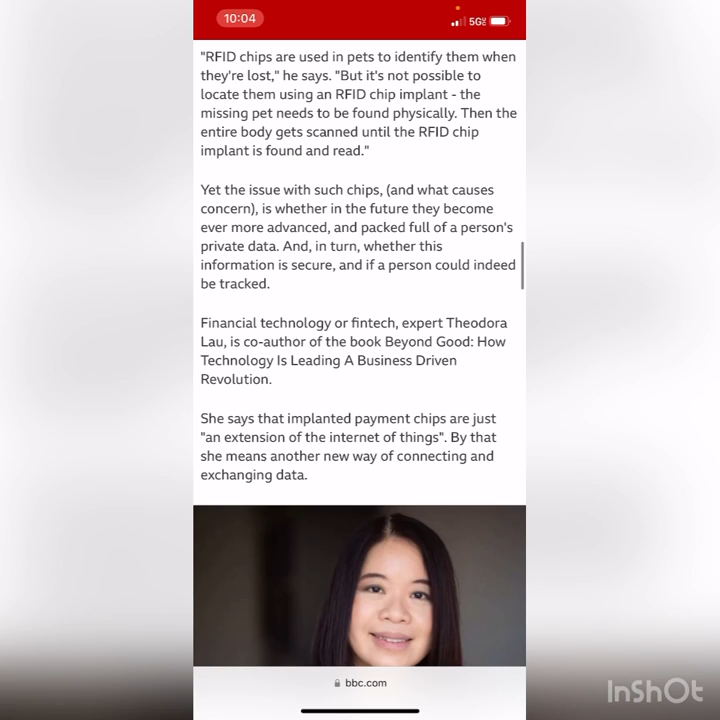 10:04
5G
"RFID chips are used in pets to identify them when
they're lost," he says. "But it's not possible to
locate them using an RFID chip implant - the
missing pet needs to be found physically. Then the
entire body gets scanned until the RFID chip
implant is found and read."
Yet the issue with such chips, (and what causes
concern), is whether in the future they become
ever more advanced, and packed full of a person's
private data. And, in turn, whether this
information is secure, and if a person could indeed
be tracked.
Financial technology or fintech, expert Theodora
Lau, is co-author of the book Beyond Good: How
Technology Is Leading A Business Driven
Revolution.
She says that implanted payment chips are just
"an extension of the internet of things". By that
she means another new way of connecting and
exchanging data.
bbc.com
InShOt